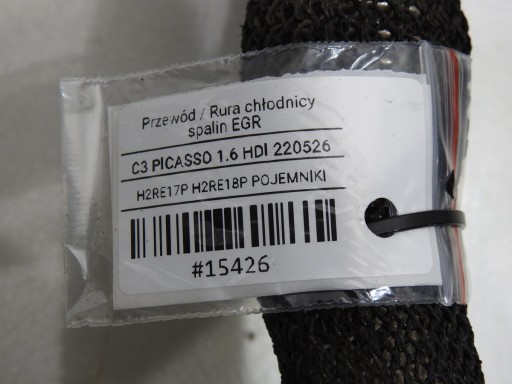 Przewód / Rura chłodnicy
spalin EGR
C3 PICASSO 1.6 HDI 220526
H2RE17P H2RE18P POJEMNIKI
#15426